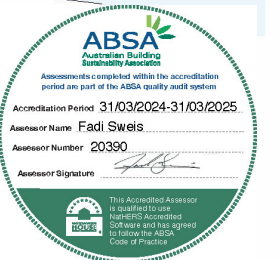 ABSA
Australian Building
Sustainability Association
Assessments completed within the accreditation
period are part of the ABSA quality audit system
Accreditation Period 31/03/2024-31/03/2025
Assessor Name Fadi Sweis
Assessor Number 20390
Assessor Signature
HOUSE
This Accredited Assessor
is qualified to use
NatHERS Accredited
Software and has agreed
to follow the ABSA
Code of Practice